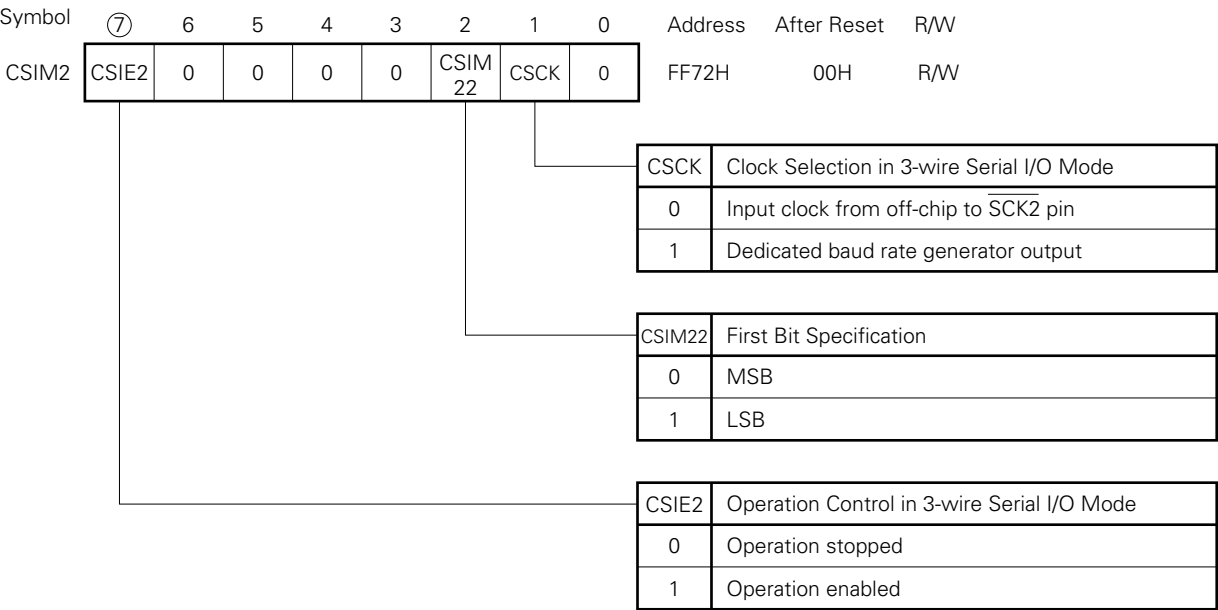 Symbol ⑦ 6 5 4 3 2 1 0 Address After Reset R/W
CSIM2 CSIE2 0 0 0 0 CSIM 22 CSCK 0 FF72H 00H R/W
CSCK Clock Selection in 3-wire Serial I/O Mode
0 Input clock from off-chip to S̅C̅K̅2̅ pin
1 Dedicated baud rate generator output
CSIM22 First Bit Specification
0 MSB
1 LSB
CSIE2 Operation Control in 3-wire Serial I/O Mode
0 Operation stopped
1 Operation enabled